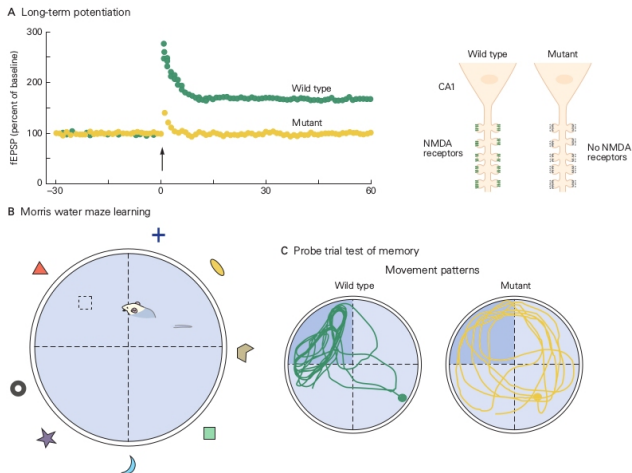 A Long-term potentiation
fEPSP (percent of baseline)
300
200
100
0
–30
0
30
60
Wild type
Mutant
Wild type
Mutant
CA1
NMDA
receptors
No NMDA
receptors
B Morris water maze learning
C Probe trial test of memory
Movement patterns
Wild type
Mutant